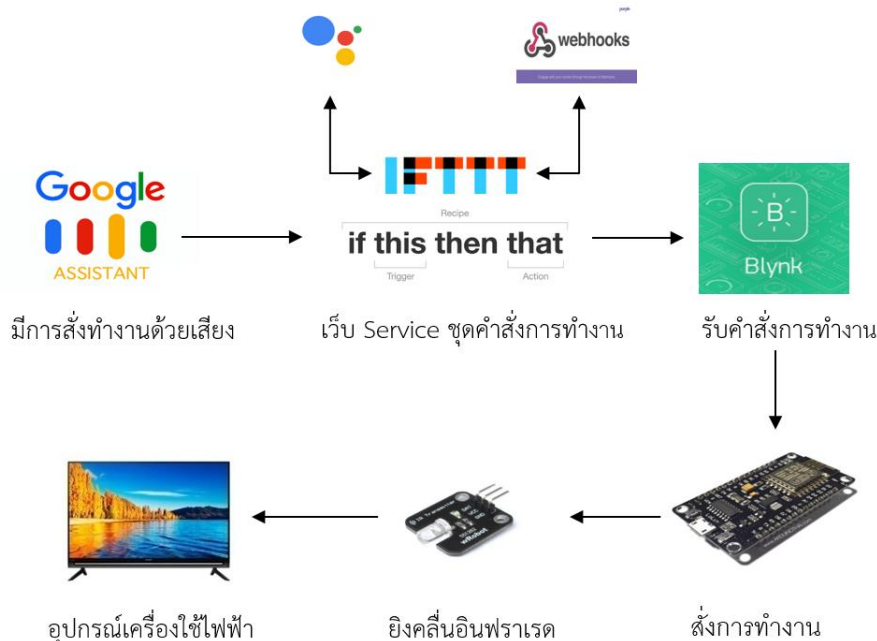 webhooks
Google
ASSISTANT
มีการสั่งทำงานด้วยเสียง
IFTTT
Recipe
if this then that
Trigger
Action
เว็บ Service ชุดคำสั่งการทำงาน
B
Blynk
รับคำสั่งการทำงาน
อุปกรณ์เครื่องใช้ไฟฟ้า
ยิงคลื่นอินฟราเรด
สั่งการทำงาน